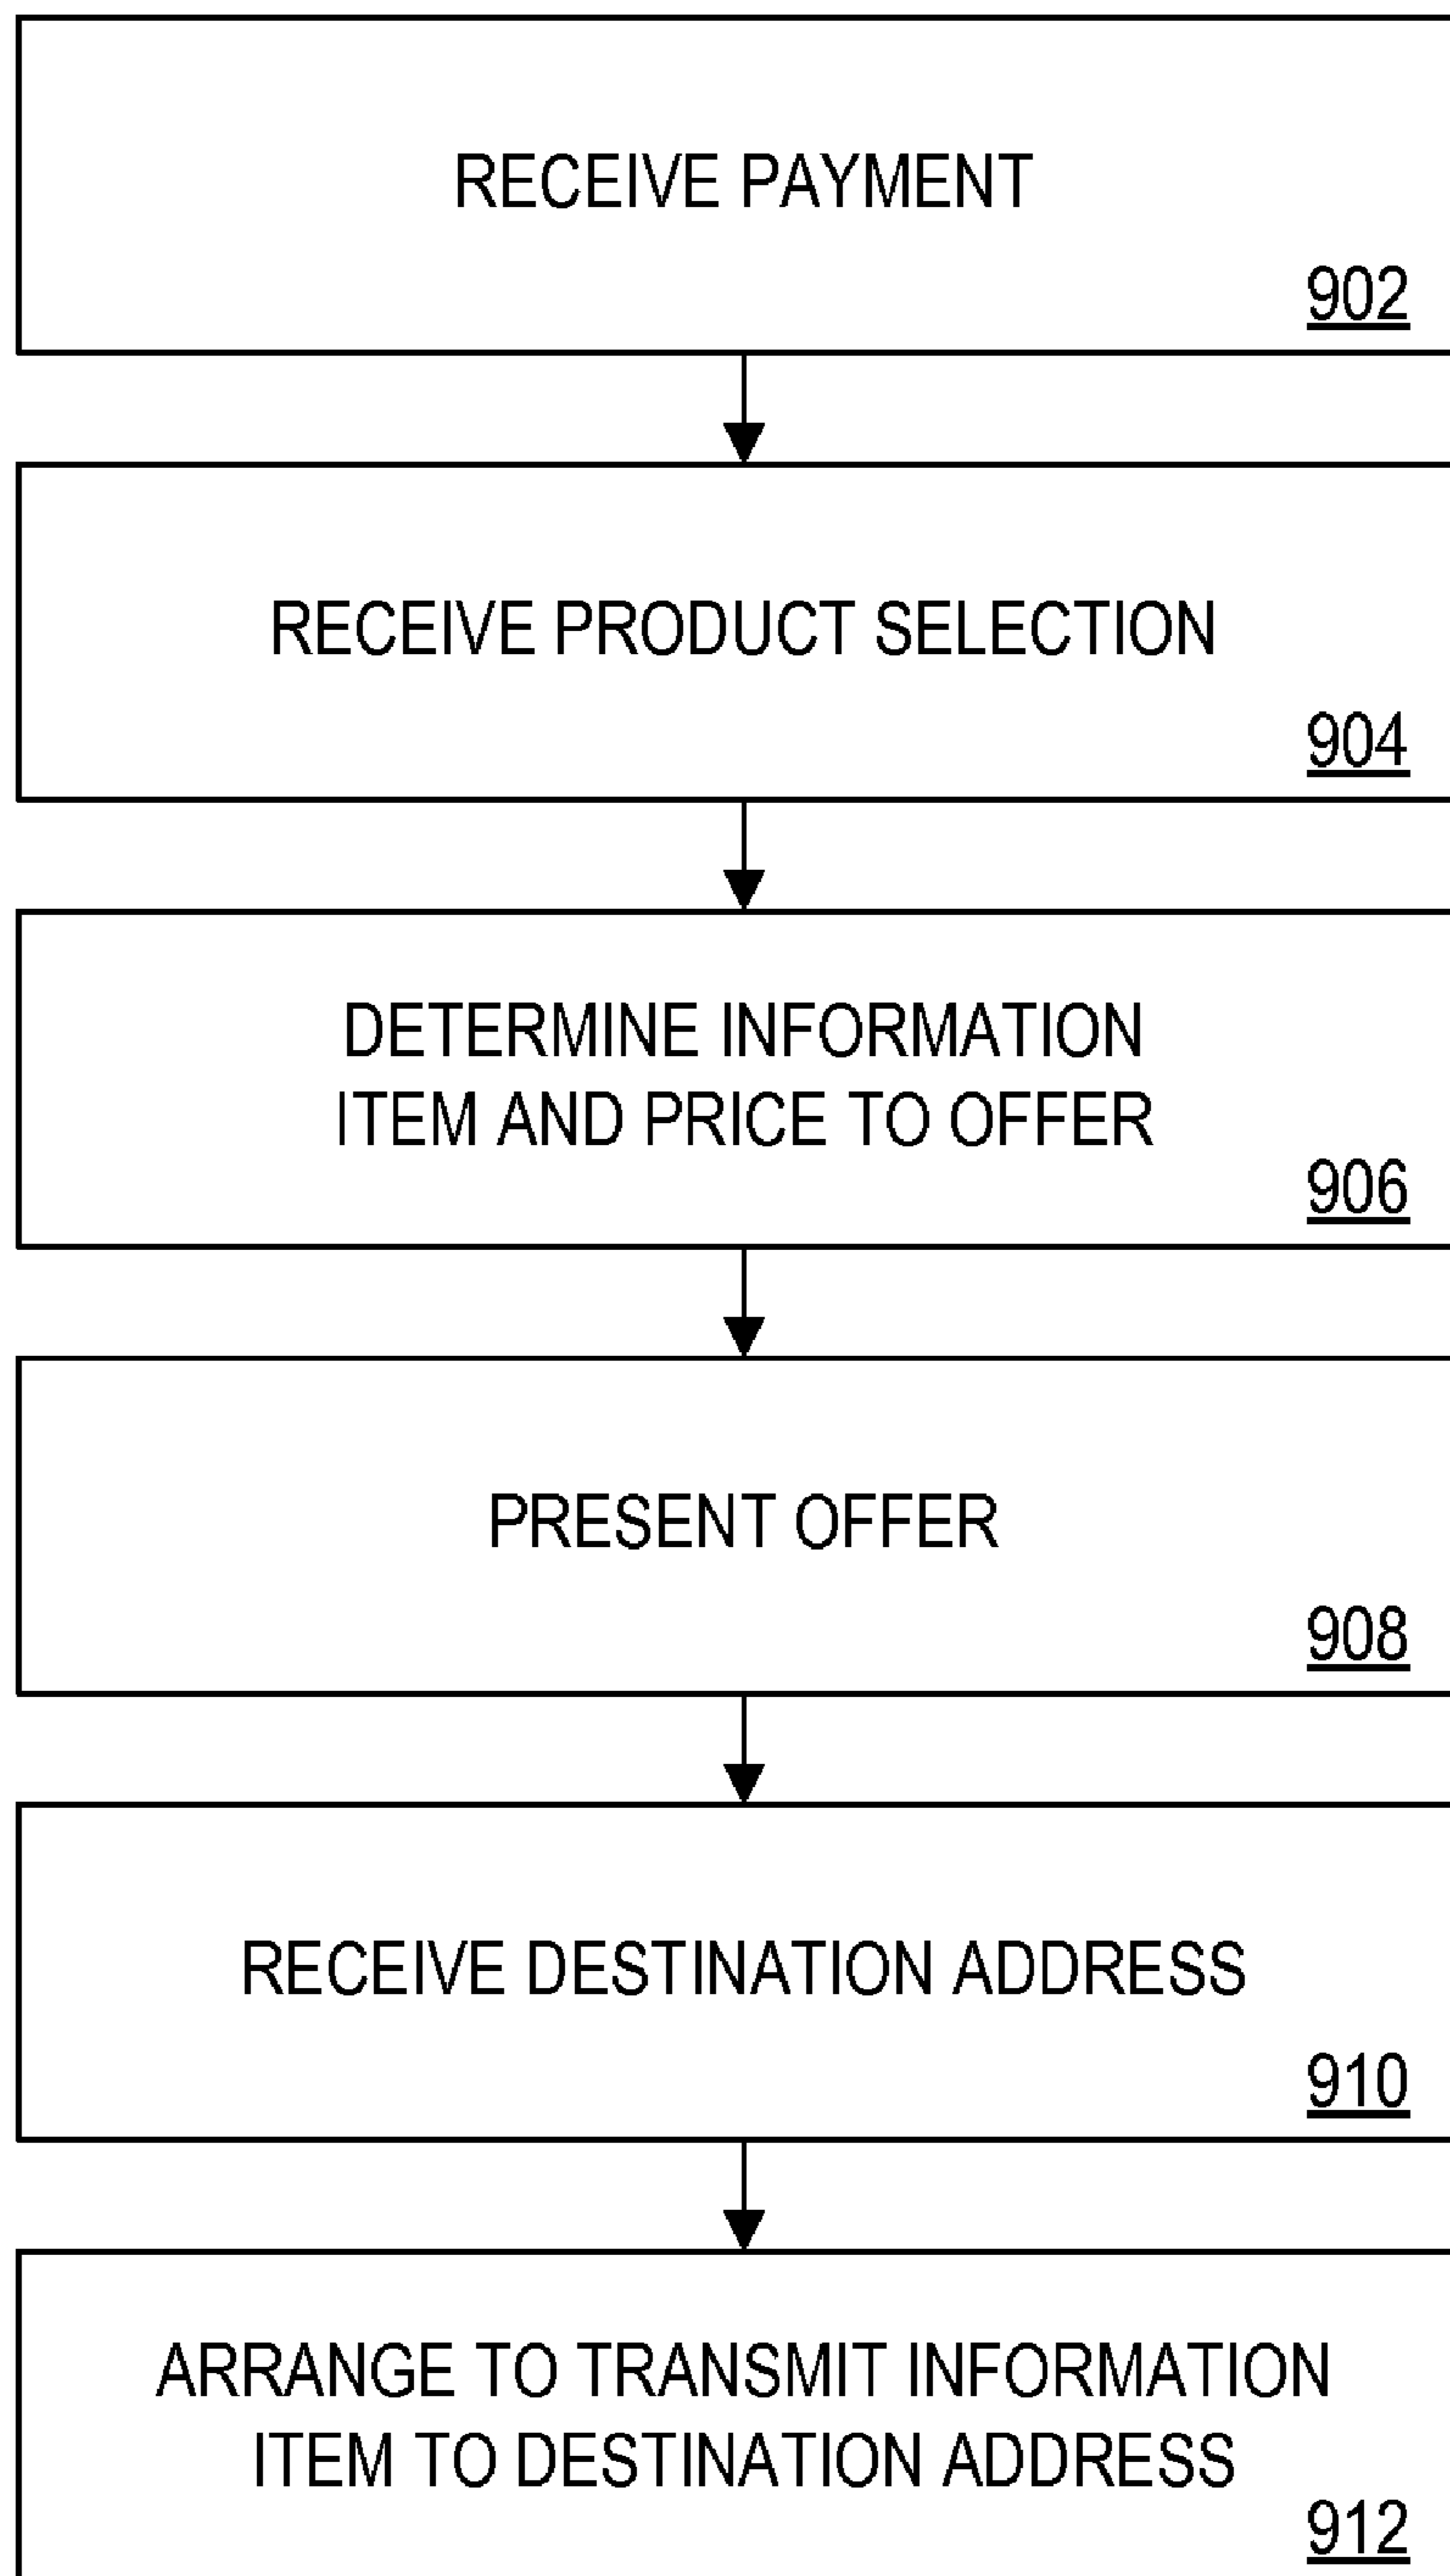 RECEIVE PAYMENT
902
RECEIVE PRODUCT SELECTION
904
DETERMINE INFORMATION
ITEM AND PRICE TO OFFER
906
PRESENT OFFER
908
RECEIVE DESTINATION ADDRESS
910
ARRANGE TO TRANSMIT INFORMATION
ITEM TO DESTINATION ADDRESS
912